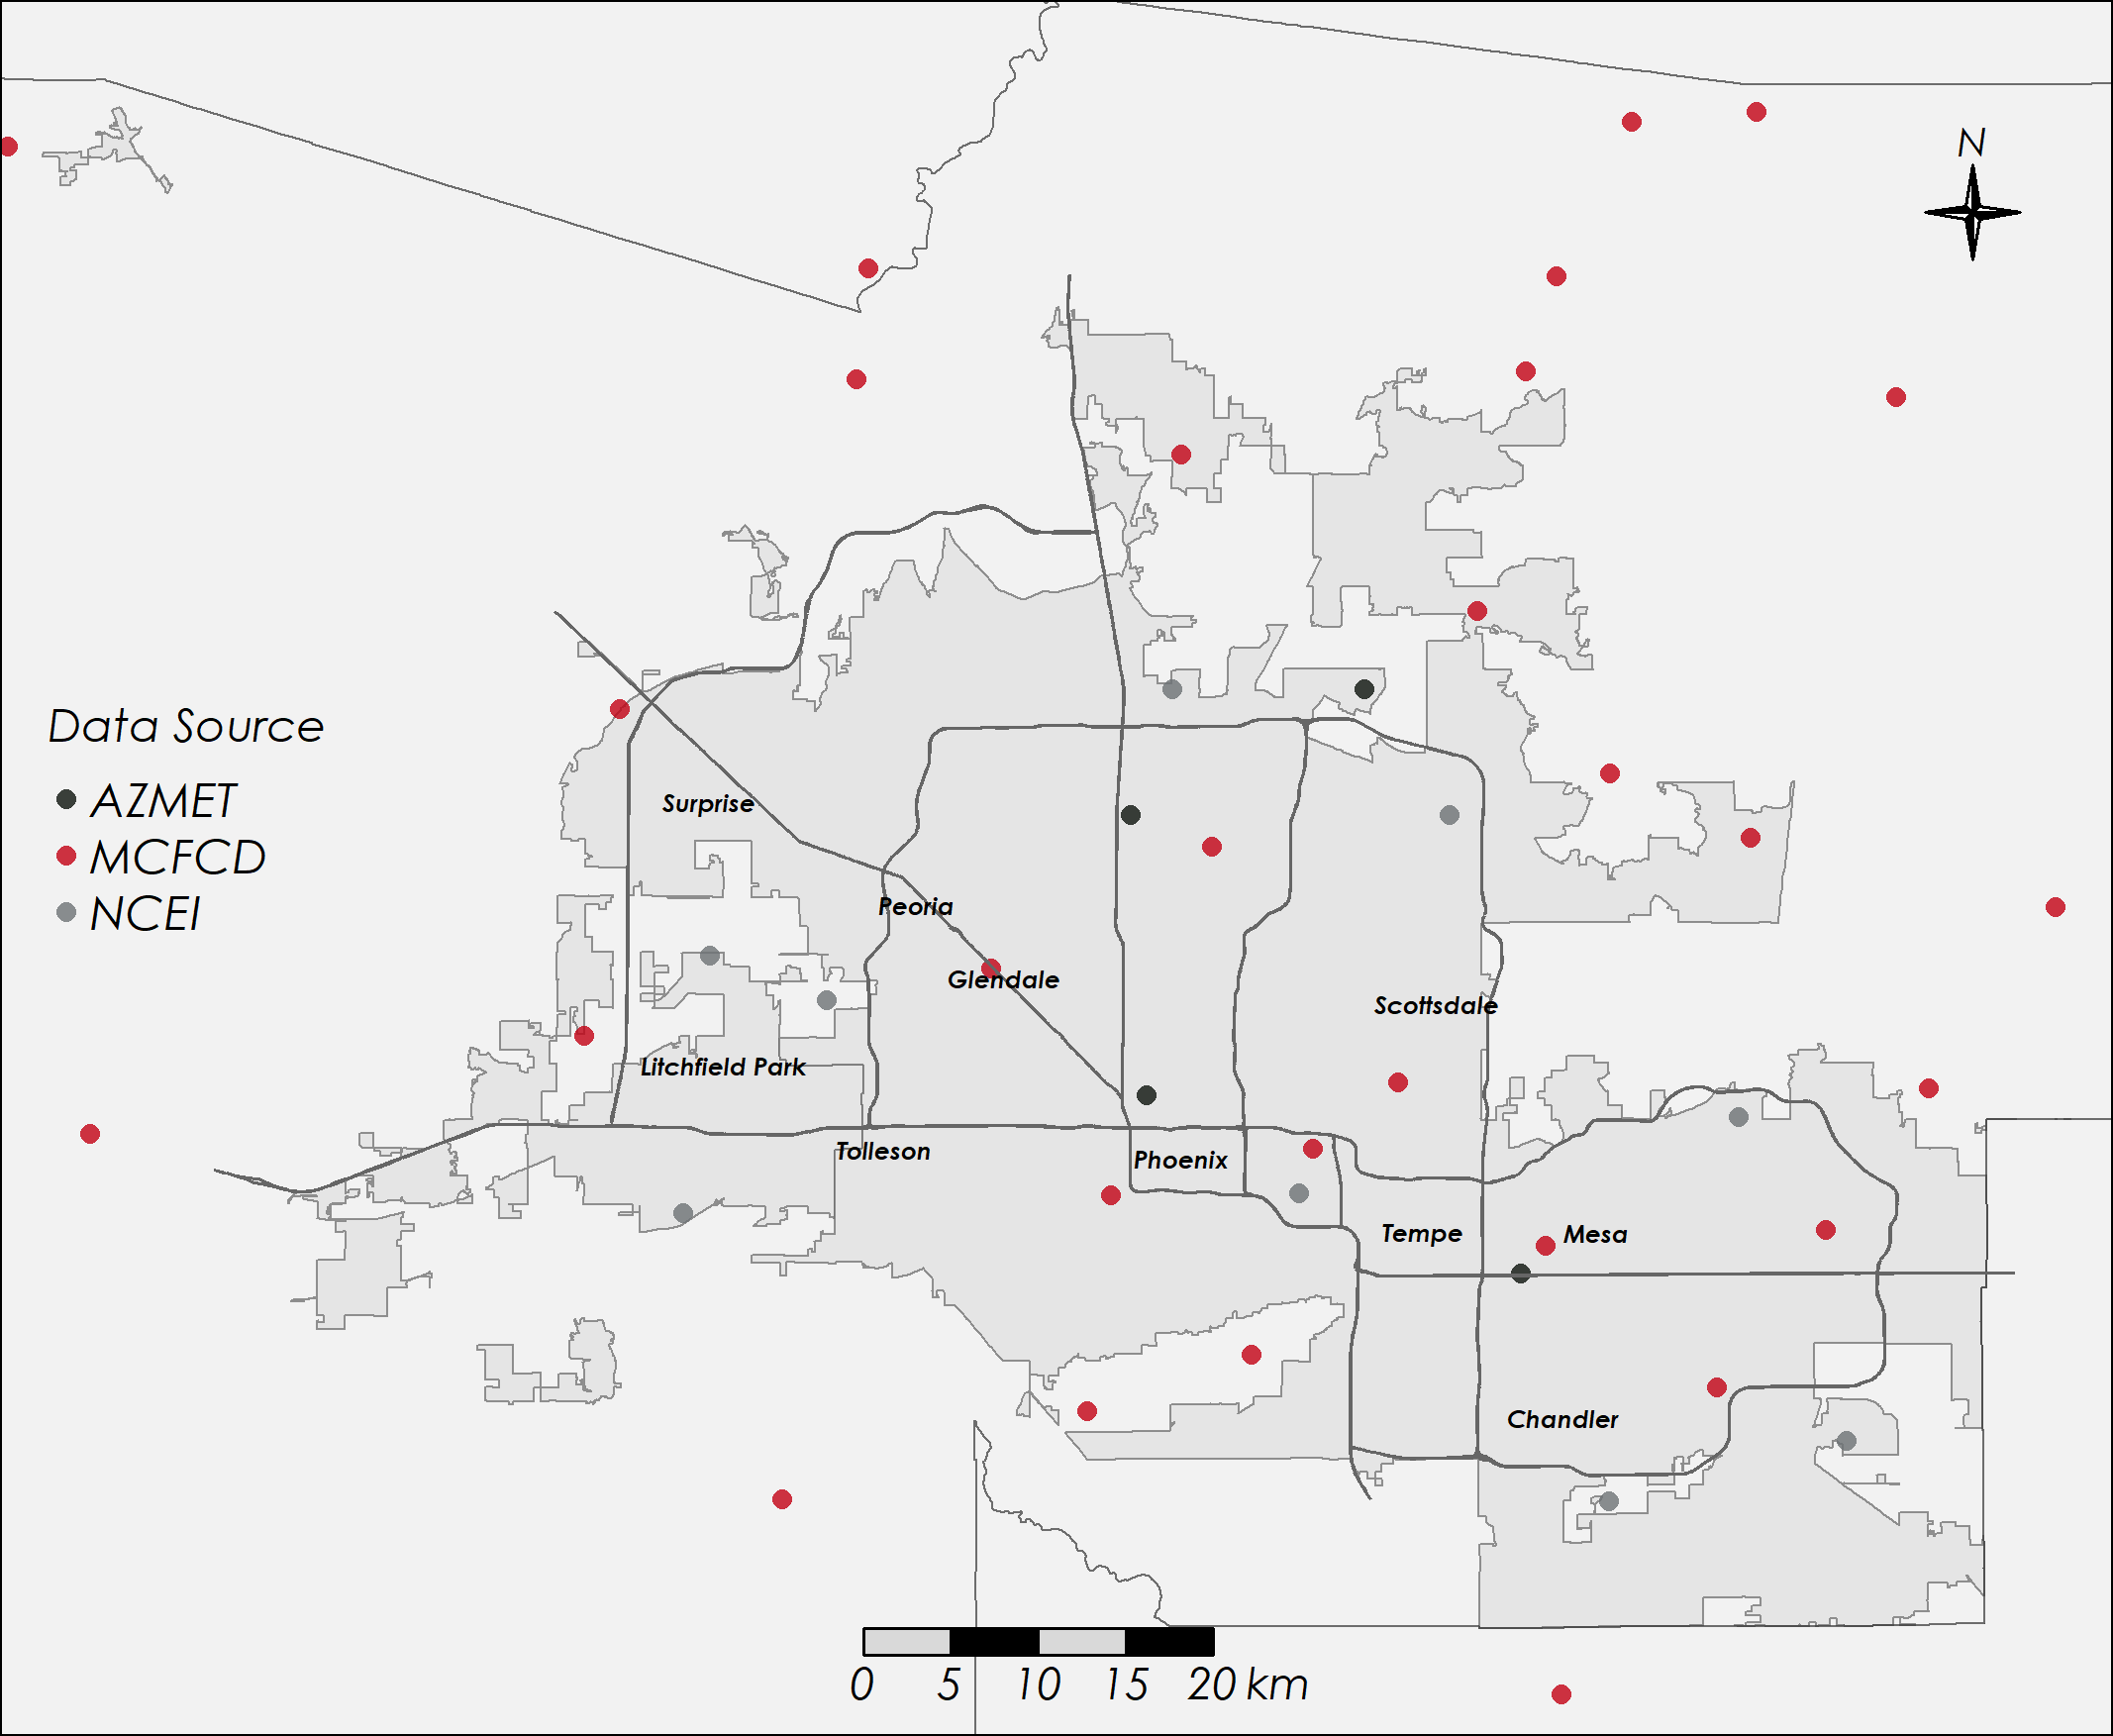 N
Data Source
AZMET
MCFCD
NCEI
Surprise
Peoria
Glendale
Scottsdale
Litchfield Park
Tolleson
Phoenix
Tempe
Mesa
Chandler
0 5 10 15 20 km